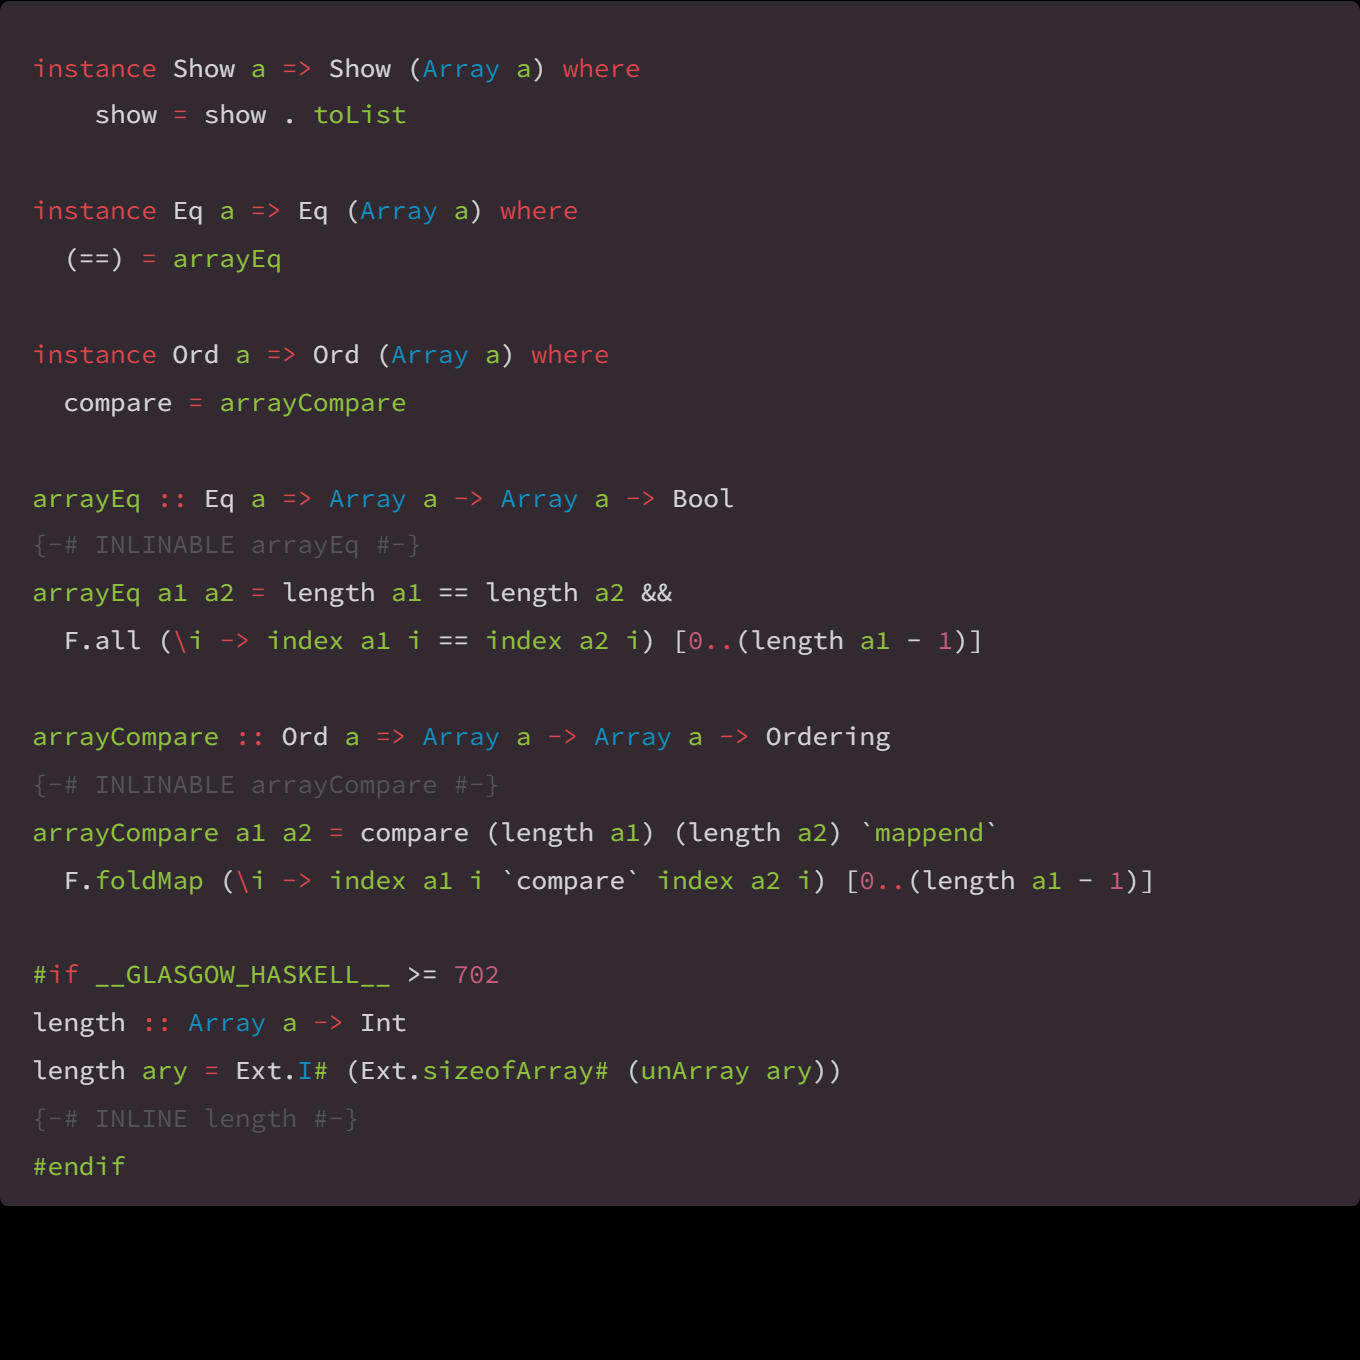 instance Show a => Show (Array a) where
    show = show . toList

instance Eq a => Eq (Array a) where
  (==) = arrayEq

instance Ord a => Ord (Array a) where
  compare = arrayCompare

arrayEq :: Eq a => Array a -> Array a -> Bool
{-# INLINABLE arrayEq #-}
arrayEq a1 a2 = length a1 == length a2 &&
  F.all (\i -> index a1 i == index a2 i) [0..(length a1 - 1)]

arrayCompare :: Ord a => Array a -> Array a -> Ordering
{-# INLINABLE arrayCompare #-}
arrayCompare a1 a2 = compare (length a1) (length a2) `mappend`
  F.foldMap (\i -> index a1 i `compare` index a2 i) [0..(length a1 - 1)]

#if __GLASGOW_HASKELL__ >= 702
length :: Array a -> Int
length ary = Ext.I# (Ext.sizeofArray# (unArray ary))
{-# INLINE length #-}
#endif